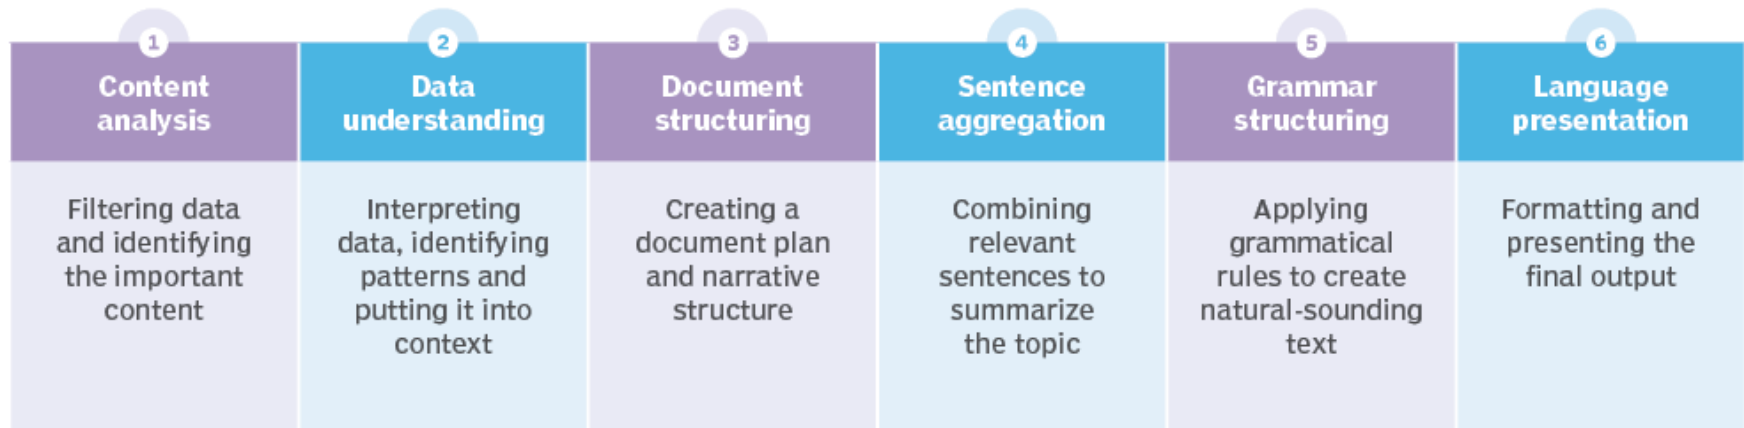 1
Content
analysis
Filtering data
and identifying
the important
content
2
Data
understanding
Interpreting
data, identifying
patterns and
putting it into
context
3
Document
structuring
Creating a
document plan
and narrative
structure
4
Sentence
aggregation
Combining
relevant
sentences to
summarize
the topic
5
Grammar
structuring
Applying
grammatical
rules to create
natural-sounding
text
6
Language
presentation
Formatting and
presenting the
final output